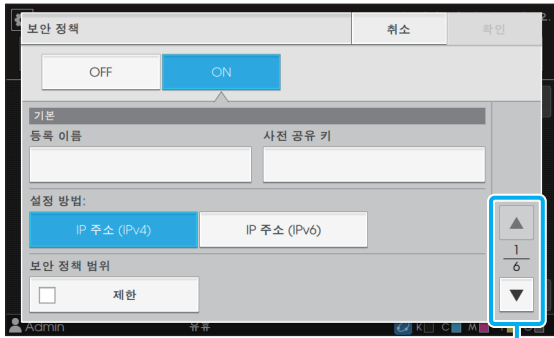 보안 정책
취소
확인
OFF
ON
기본
등록 이름
사전 공유 키
설정 방법:
IP 주소 (IPv4)
IP 주소 (IPv6)
1
6
보안 정책 범위
제한
Admin
유휴
K
C
M